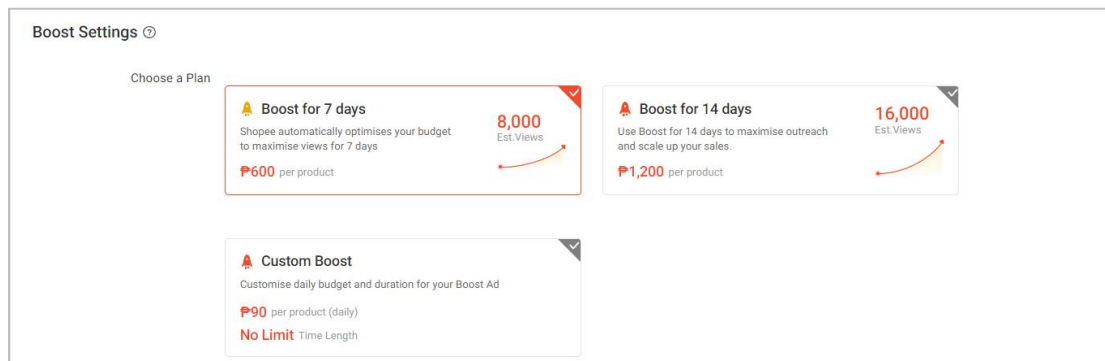 Boost Settings ?
Choose a Plan
Boost for 7 days
Shopee automatically optimises your budget
to maximise views for 7 days
₱600 per product
8,000
Est.Views
Boost for 14 days
Use Boost for 14 days to maximise outreach
and scale up your sales.
₱1,200 per product
16,000
Est.Views
Custom Boost
Customise daily budget and duration for your Boost Ad
₱90 per product (daily)
No Limit Time Length